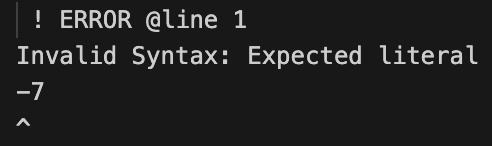 ! ERROR @line 1
Invalid Syntax: Expected literal
-7
^